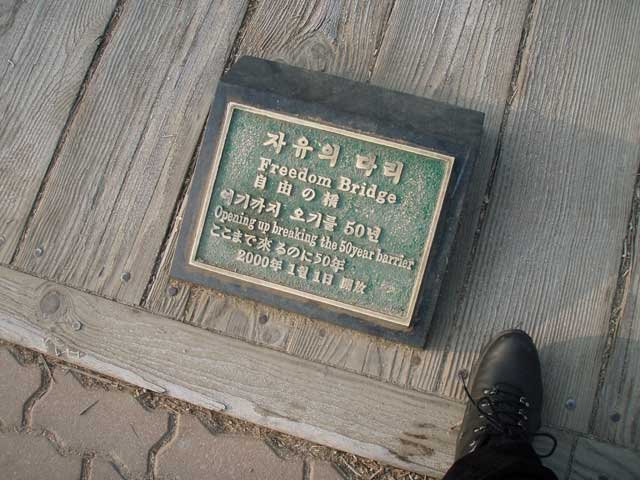 자유의 다리
Freedom Bridge
自由の橋
여기까지 오기를 50년
Opening up breaking the 50year barrier
ここまで來るのに50年
2000年 1월 1日 開放